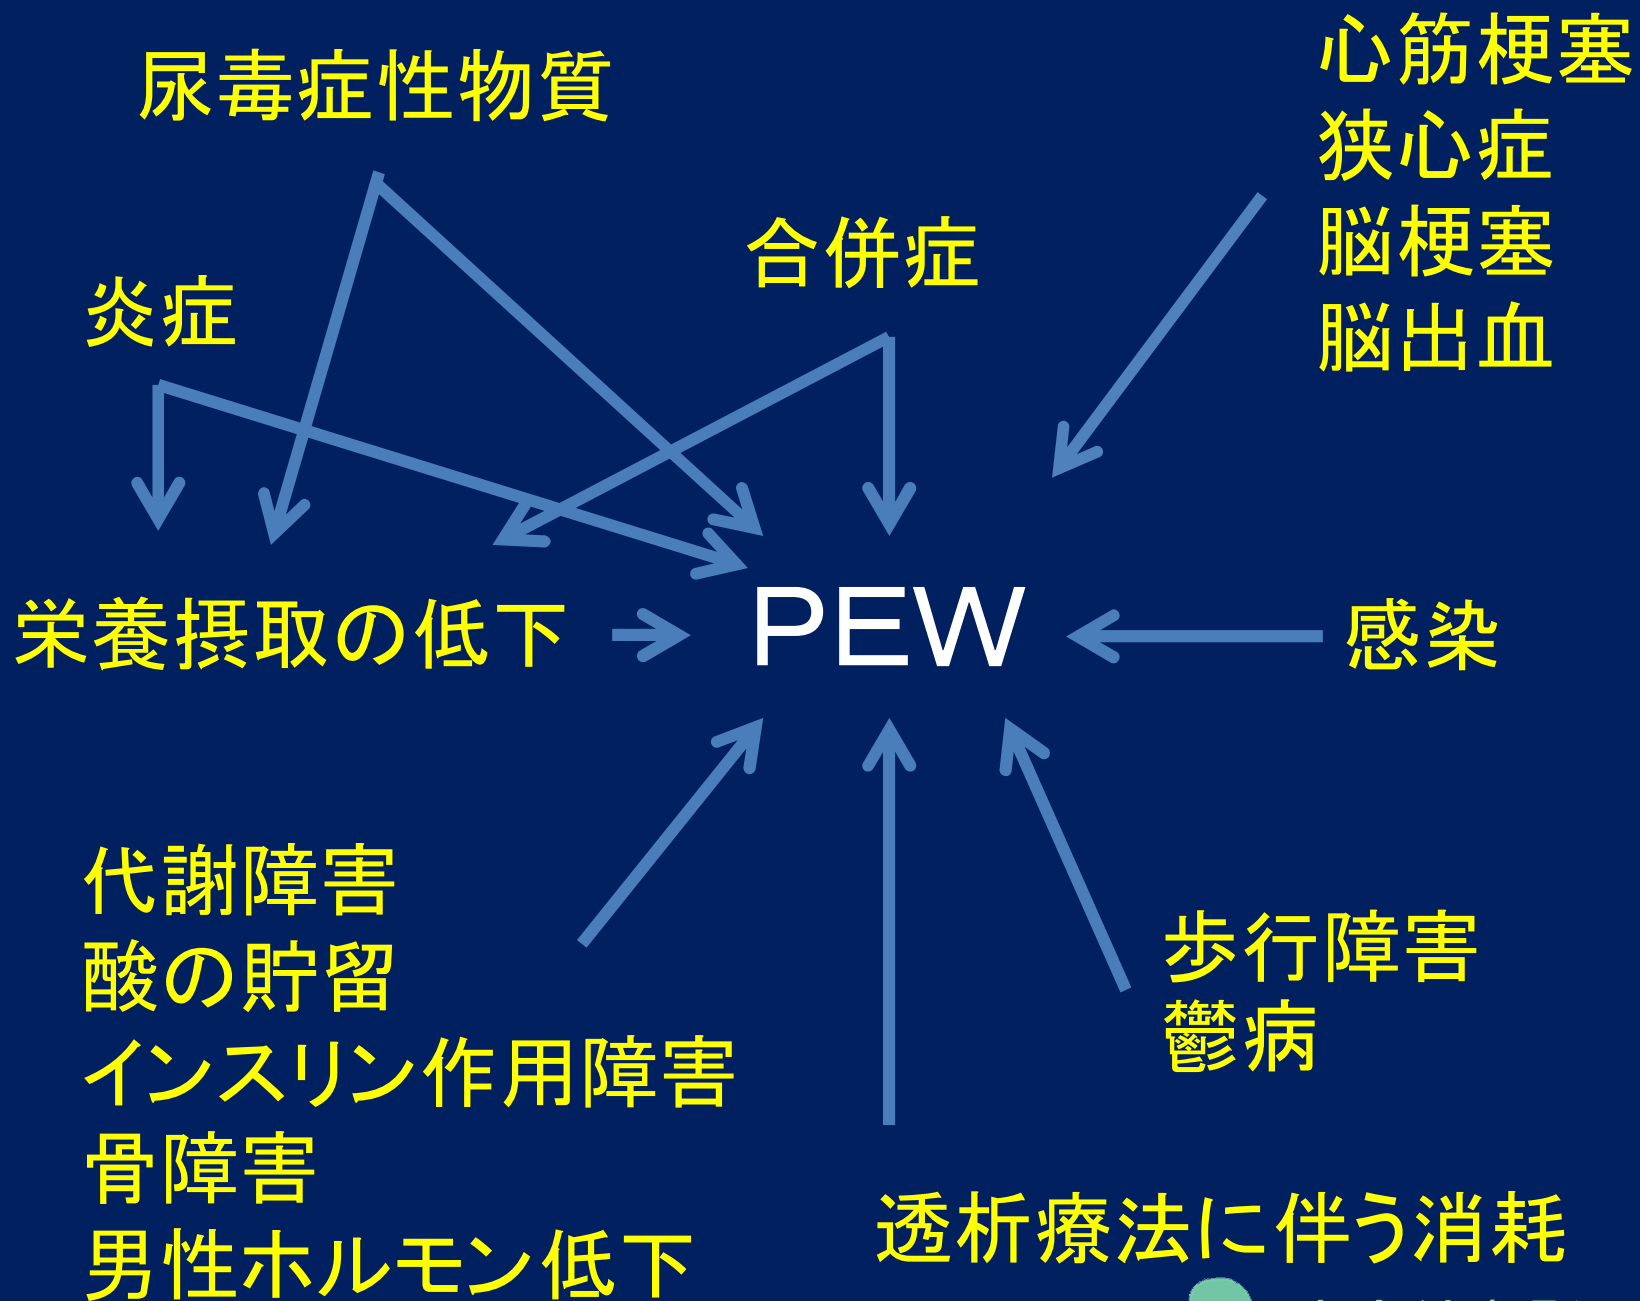 尿毒症性物質
心筋梗塞
狭心症
脳梗塞
脳出血
合併症
炎症
栄養摂取の低下
PEW
感染
代謝障害
酸の貯留
インスリン作用障害
骨障害
男性ホルモン低下
歩行障害
鬱病
透析療法に伴う消耗